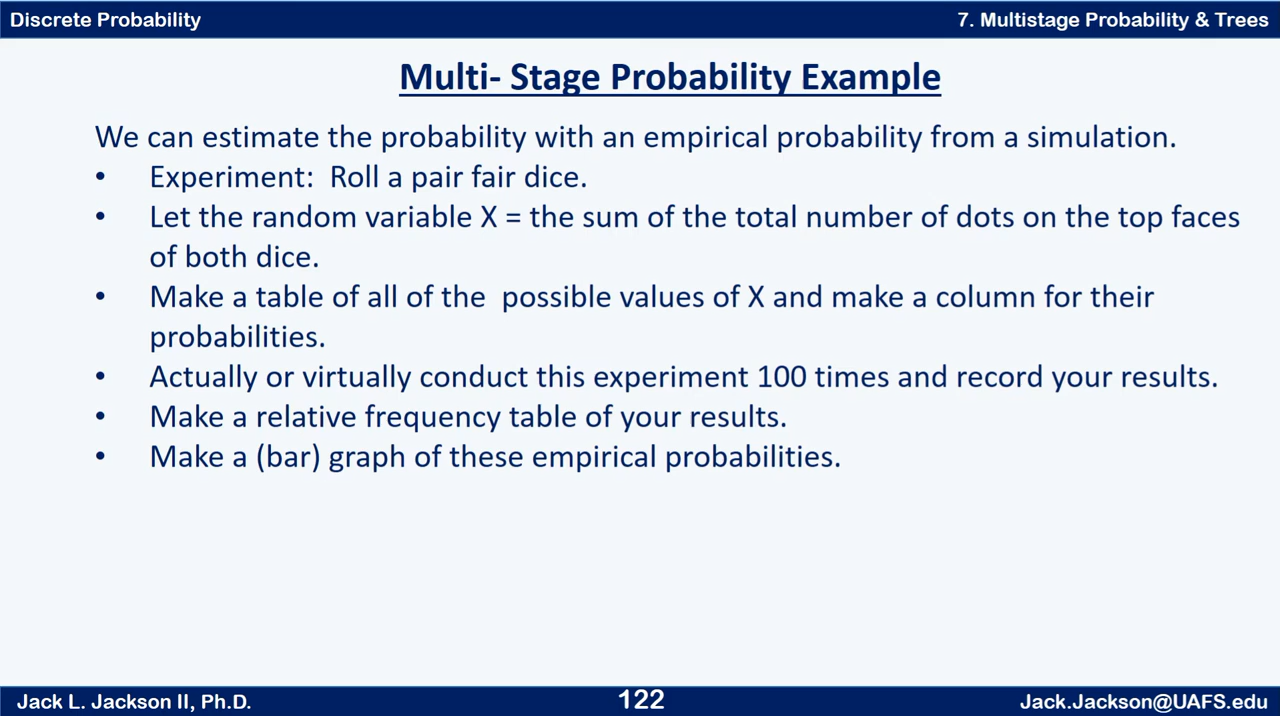 Discrete Probability
7. Multistage Probability & Trees
Multi- Stage Probability Example
We can estimate the probability with an empirical probability from a simulation.
• Experiment:  Roll a pair fair dice.
• Let the random variable X = the sum of the total number of dots on the top faces
of both dice.
• Make a table of all of the  possible values of X and make a column for their
probabilities.
• Actually or virtually conduct this experiment 100 times and record your results.
• Make a relative frequency table of your results.
• Make a (bar) graph of these empirical probabilities.
Jack L. Jackson II, Ph.D.
122
Jack.Jackson@UAFS.edu